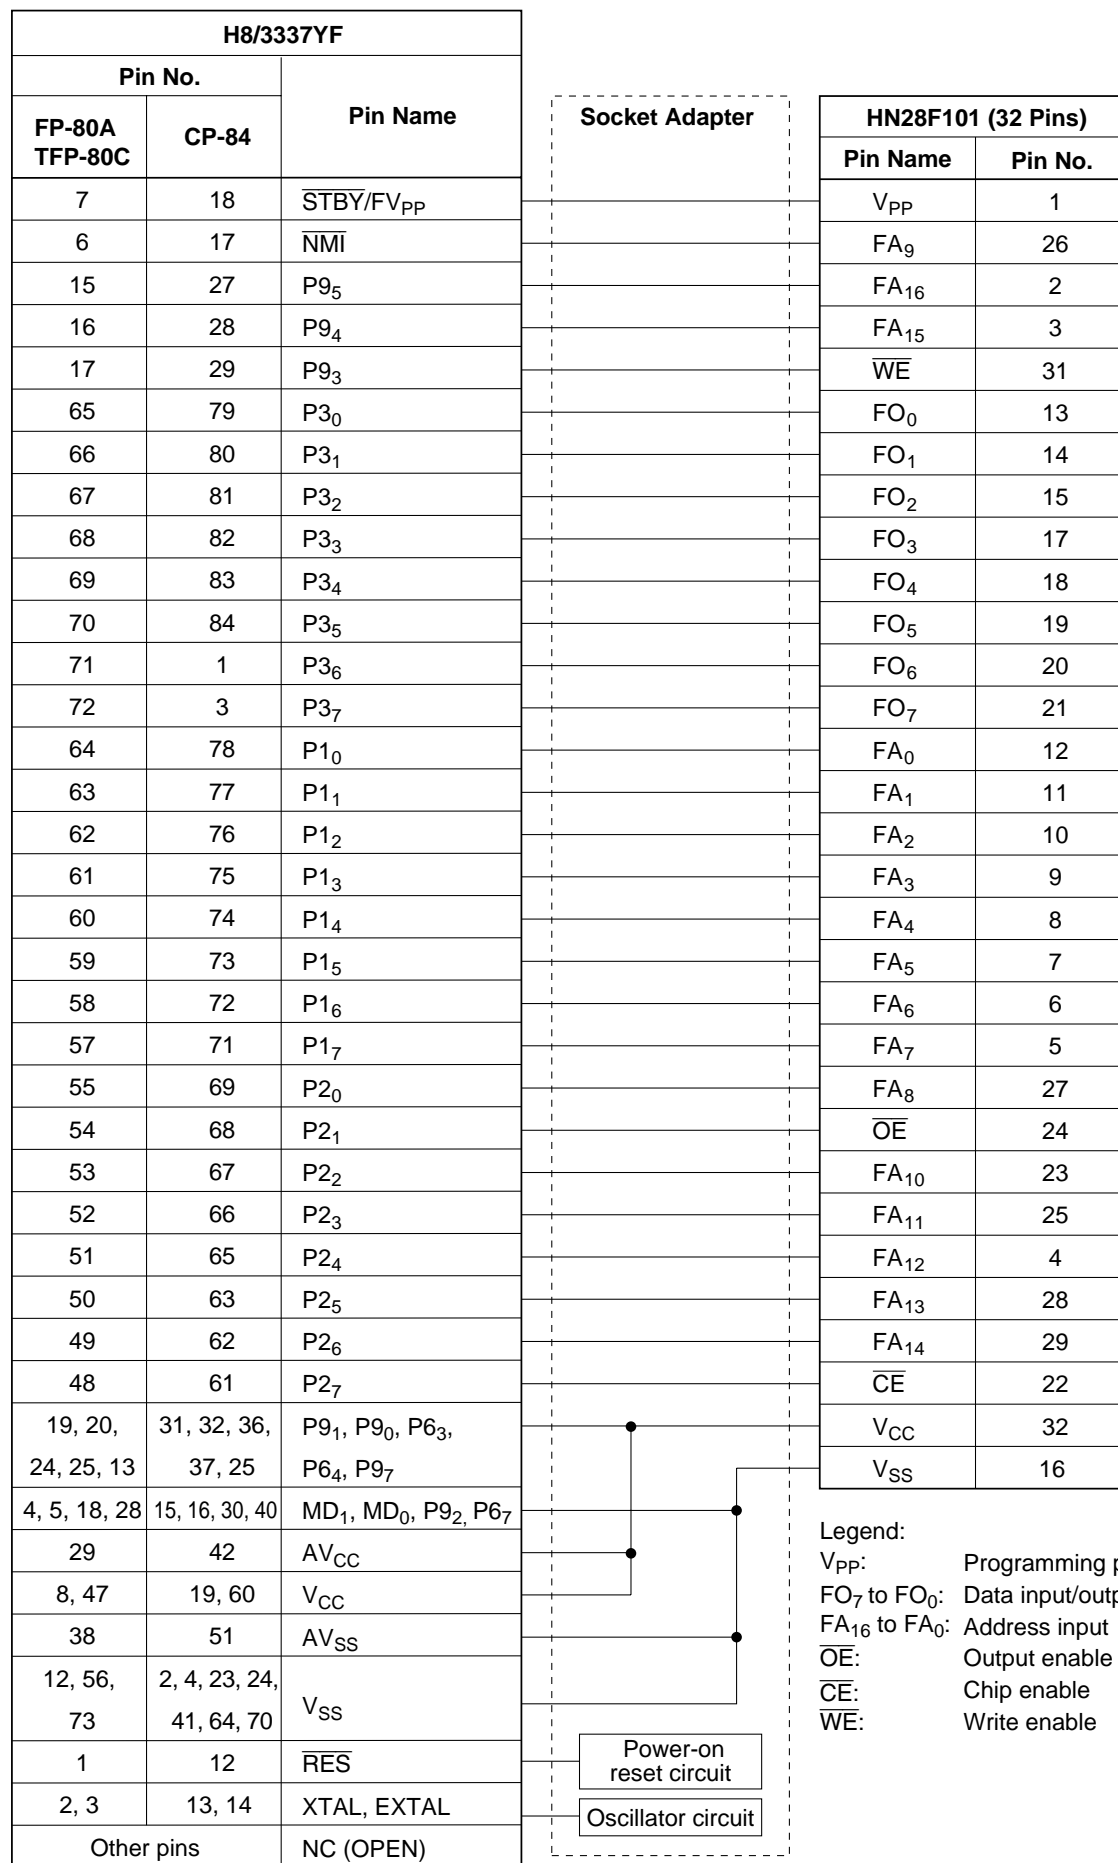 H8/3337YF
Pin No.
Pin Name
FP-80A TFP-80C
CP-84
Socket Adapter
HN28F101 (32 Pins)
Pin Name Pin No.
7 18 S̅T̅B̅Y̅/FVPP VPP 1
6 17 N̅M̅I̅ FA9 26
15 27 P95 FA16 2
16 28 P94 FA15 3
17 29 P93 W̅E̅ 31
65 79 P30 FO0 13
66 80 P31 FO1 14
67 81 P32 FO2 15
68 82 P33 FO3 17
69 83 P34 FO4 18
70 84 P35 FO5 19
71 1 P36 FO6 20
72 3 P37 FO7 21
64 78 P10 FA0 12
63 77 P11 FA1 11
62 76 P12 FA2 10
61 75 P13 FA3 9
60 74 P14 FA4 8
59 73 P15 FA5 7
58 72 P16 FA6 6
57 71 P17 FA7 5
55 69 P20 FA8 27
54 68 P21 O̅E̅ 24
53 67 P22 FA10 23
52 66 P23 FA11 25
51 65 P24 FA12 4
50 63 P25 FA13 28
49 62 P26 FA14 29
48 61 P27 C̅E̅ 22
19, 20, 31, 32, 36, P91, P90, P63, VCC 32
24, 25, 13 37, 25 P64, P97 VSS 16
4, 5, 18, 28 15, 16, 30, 40 MD1, MD0, P92, P67
29 42 AVCC
8, 47 19, 60 VCC
38 51 AVSS
12, 56, 2, 4, 23, 24,
73 41, 64, 70 VSS
1 12 R̅E̅S̅
Power-on
reset circuit
2, 3 13, 14 XTAL, EXTAL
Oscillator circuit
Other pins NC (OPEN)
Legend:
VPP: Programming
FO7 to FO0: Data
FA16 to FA0: Address input
O̅E̅: Output enable
C̅E̅: Chip enable
W̅E̅: Write enable